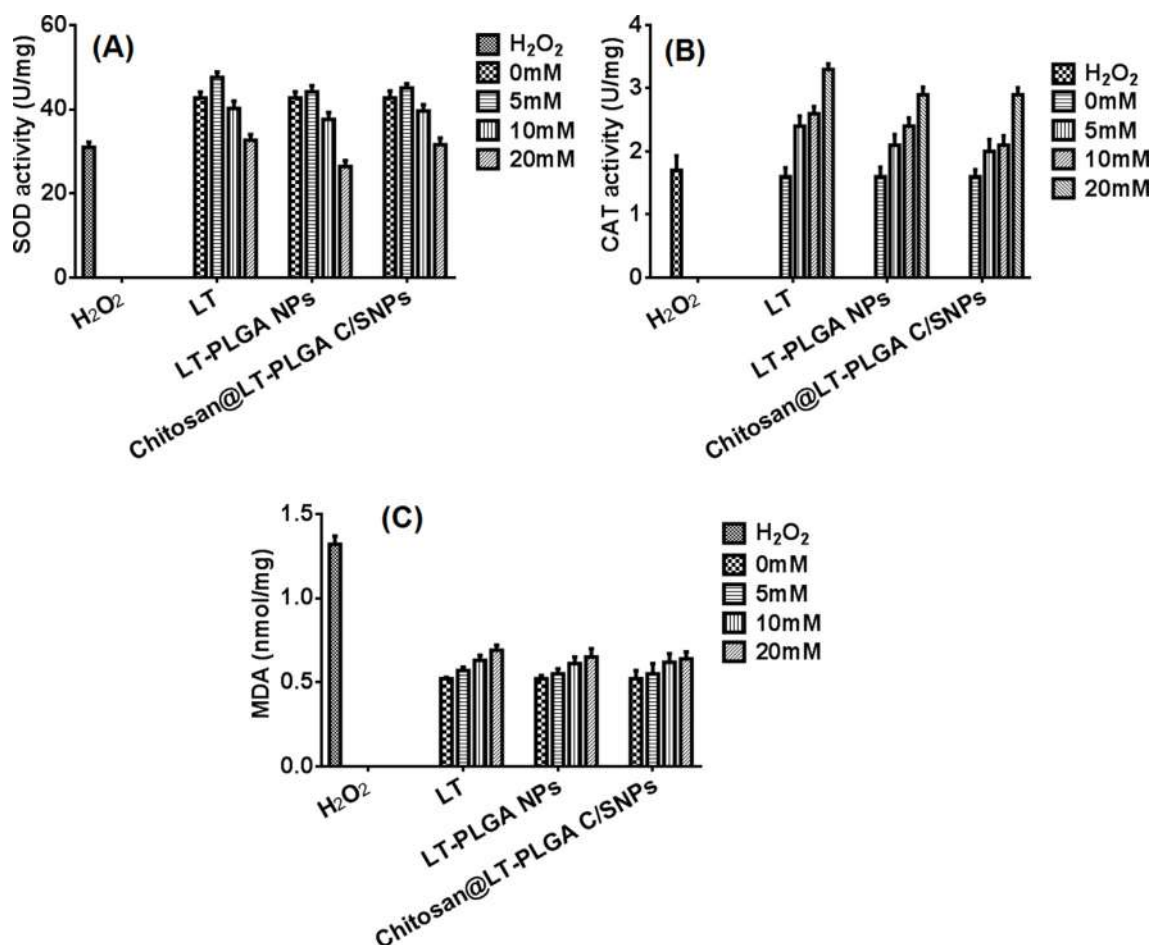 (A)
SOD activity (U/mg)
60
40
20
0
H₂O₂
LT
LT-PLGA NPs
Chitosan@LT-PLGA C/SNPs
H₂O₂
0mM
5mM
10mM
20mM
(B)
CAT activity (U/mg)
4
3
2
1
0
H₂O₂
LT
LT-PLGA NPs
Chitosan@LT-PLGA C/SNPs
H₂O₂
0mM
5mM
10mM
20mM
(C)
MDA (nmol/mg)
1.5
1.0
0.5
0.0
H₂O₂
LT
LT-PLGA NPs
Chitosan@LT-PLGA C/SNPs
H₂O₂
0mM
5mM
10mM
20mM